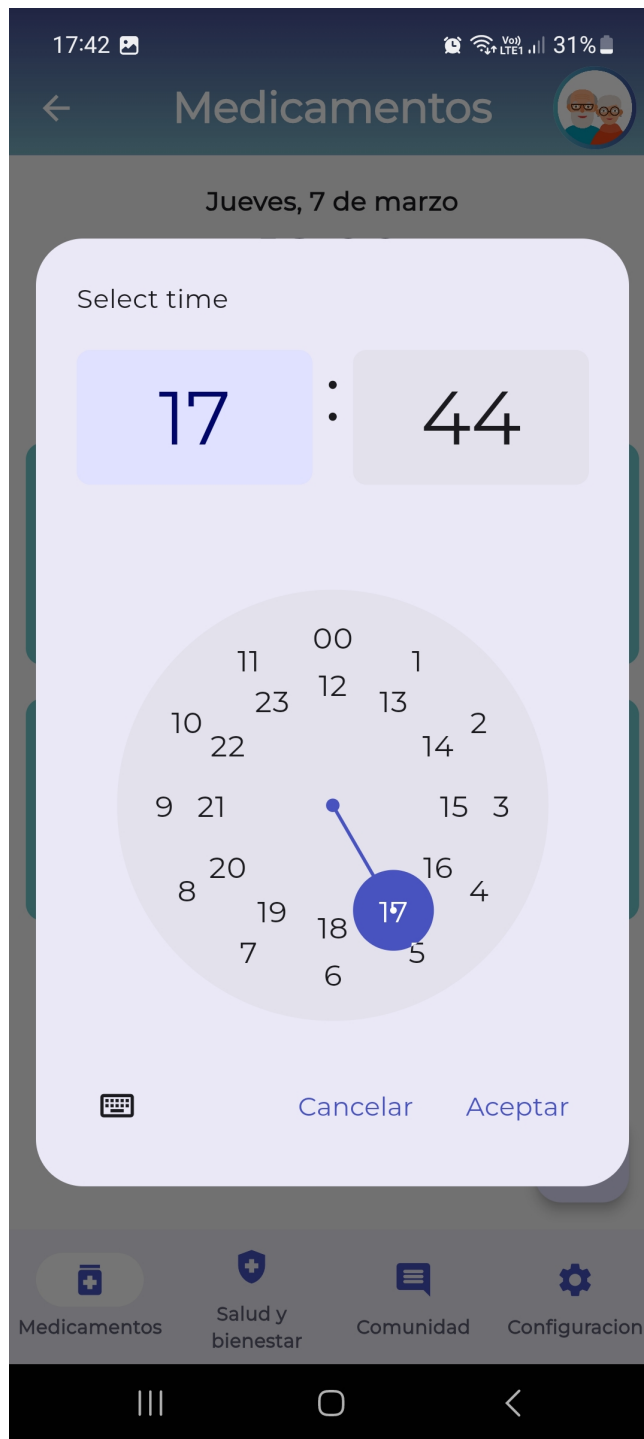 17:42 Vo)) LTE1 31%
Medicamentos
Jueves, 7 de marzo
Select time
17 : 44
00
11 1
12
23 13
10 2
22 14
9 21 15 3
20 16
8 4
19 17
18
7 5
6
Cancelar Aceptar
Medicamentos
Salud y
bienestar
Comunidad
Configuracion